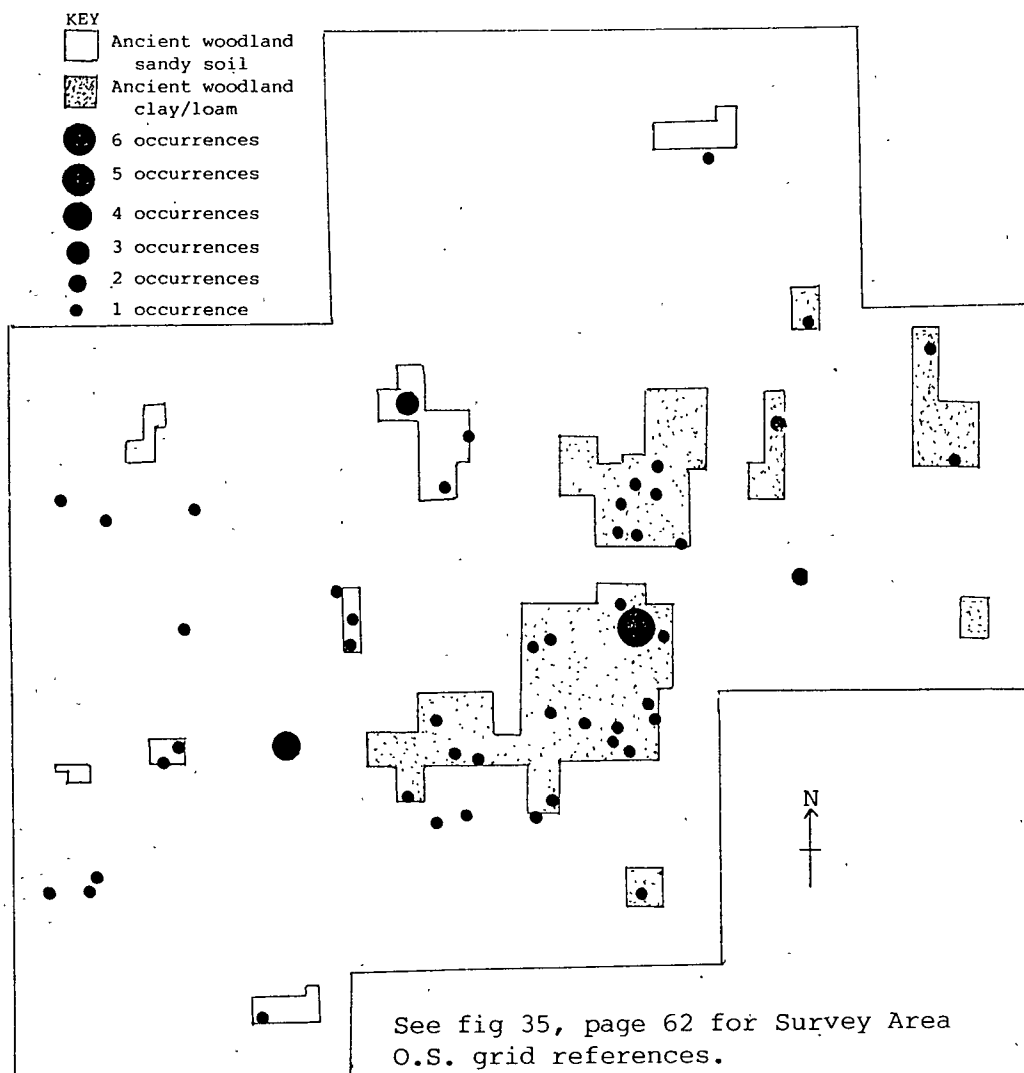 KEY
Ancient woodland
sandy soil
Ancient woodland
clay/loam
6 occurrences
5 occurrences
4 occurrences
3 occurrences
2 occurrences
1 occurrence
N
See fig 35, page 62 for Survey Area
O.S. grid references.